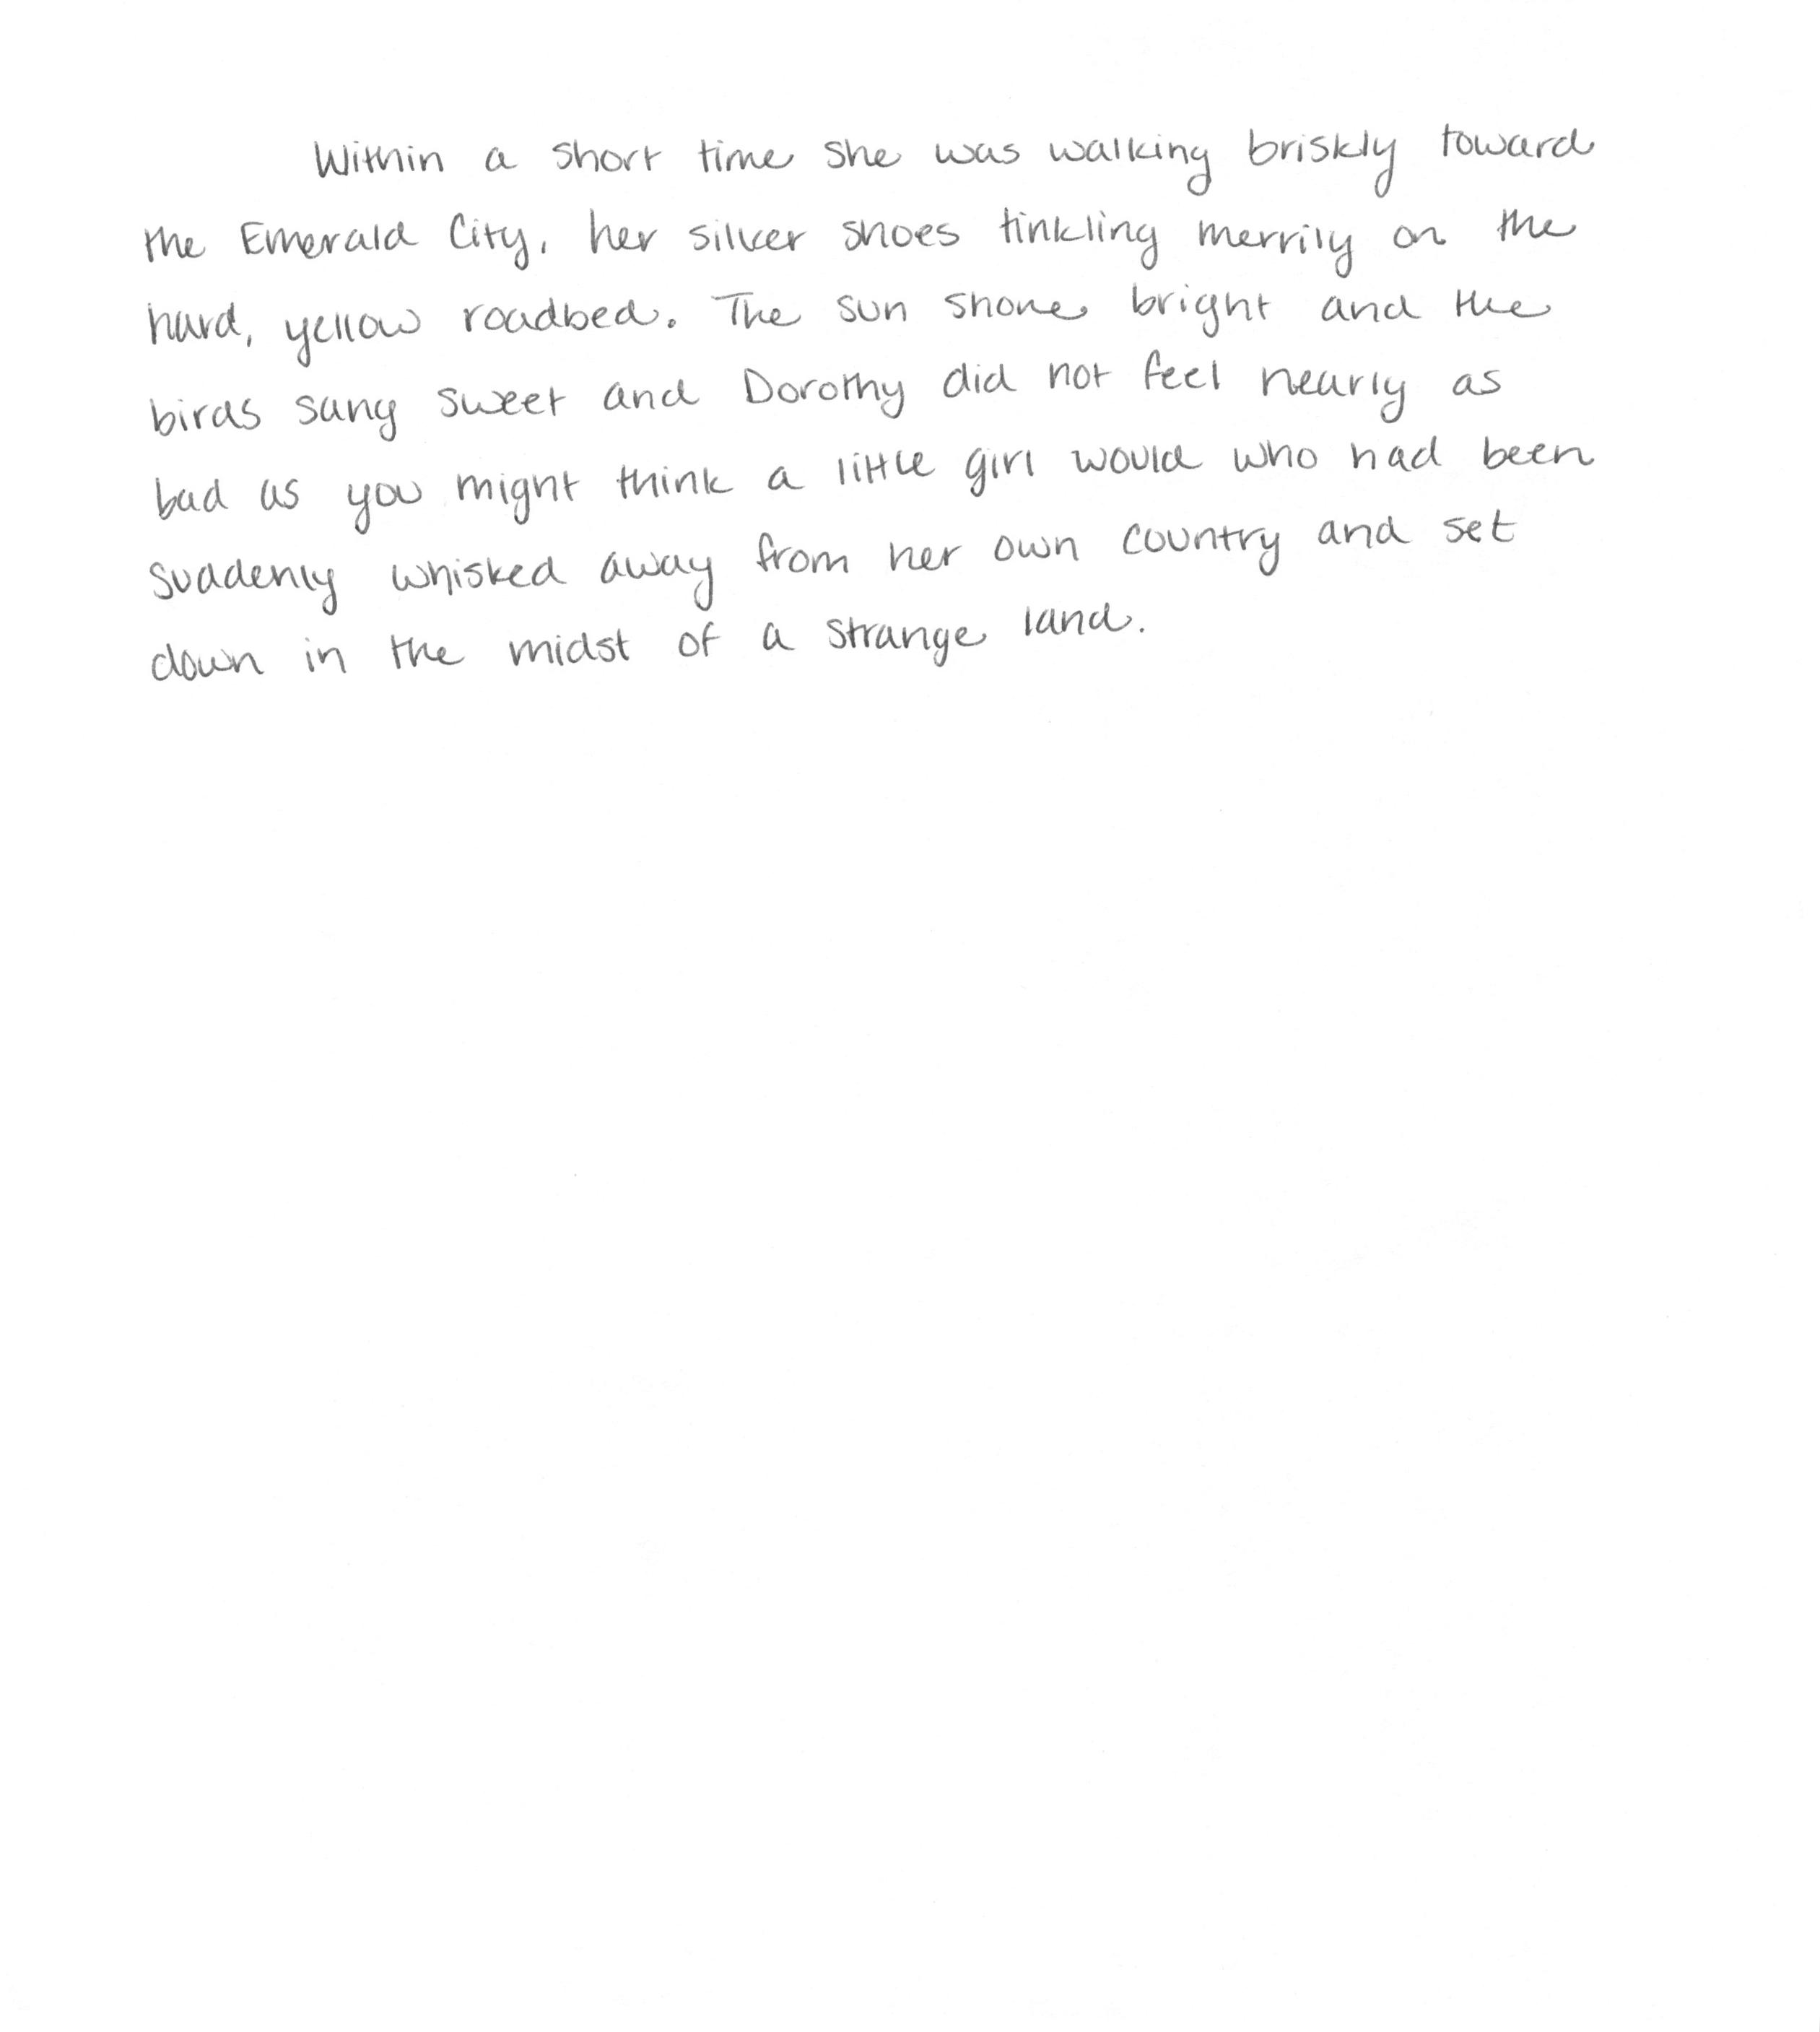 Within a short time she was walking briskly toward
the Emerald City, her silver shoes tinkling merrily on the
hard, yellow roadbed. The sun shone bright and the
birds sang sweet and Dorothy did not feel nearly as
bad as you might think a little girl would who had been
suddenly whisked away from her own country and set
down in the midst of a strange land.